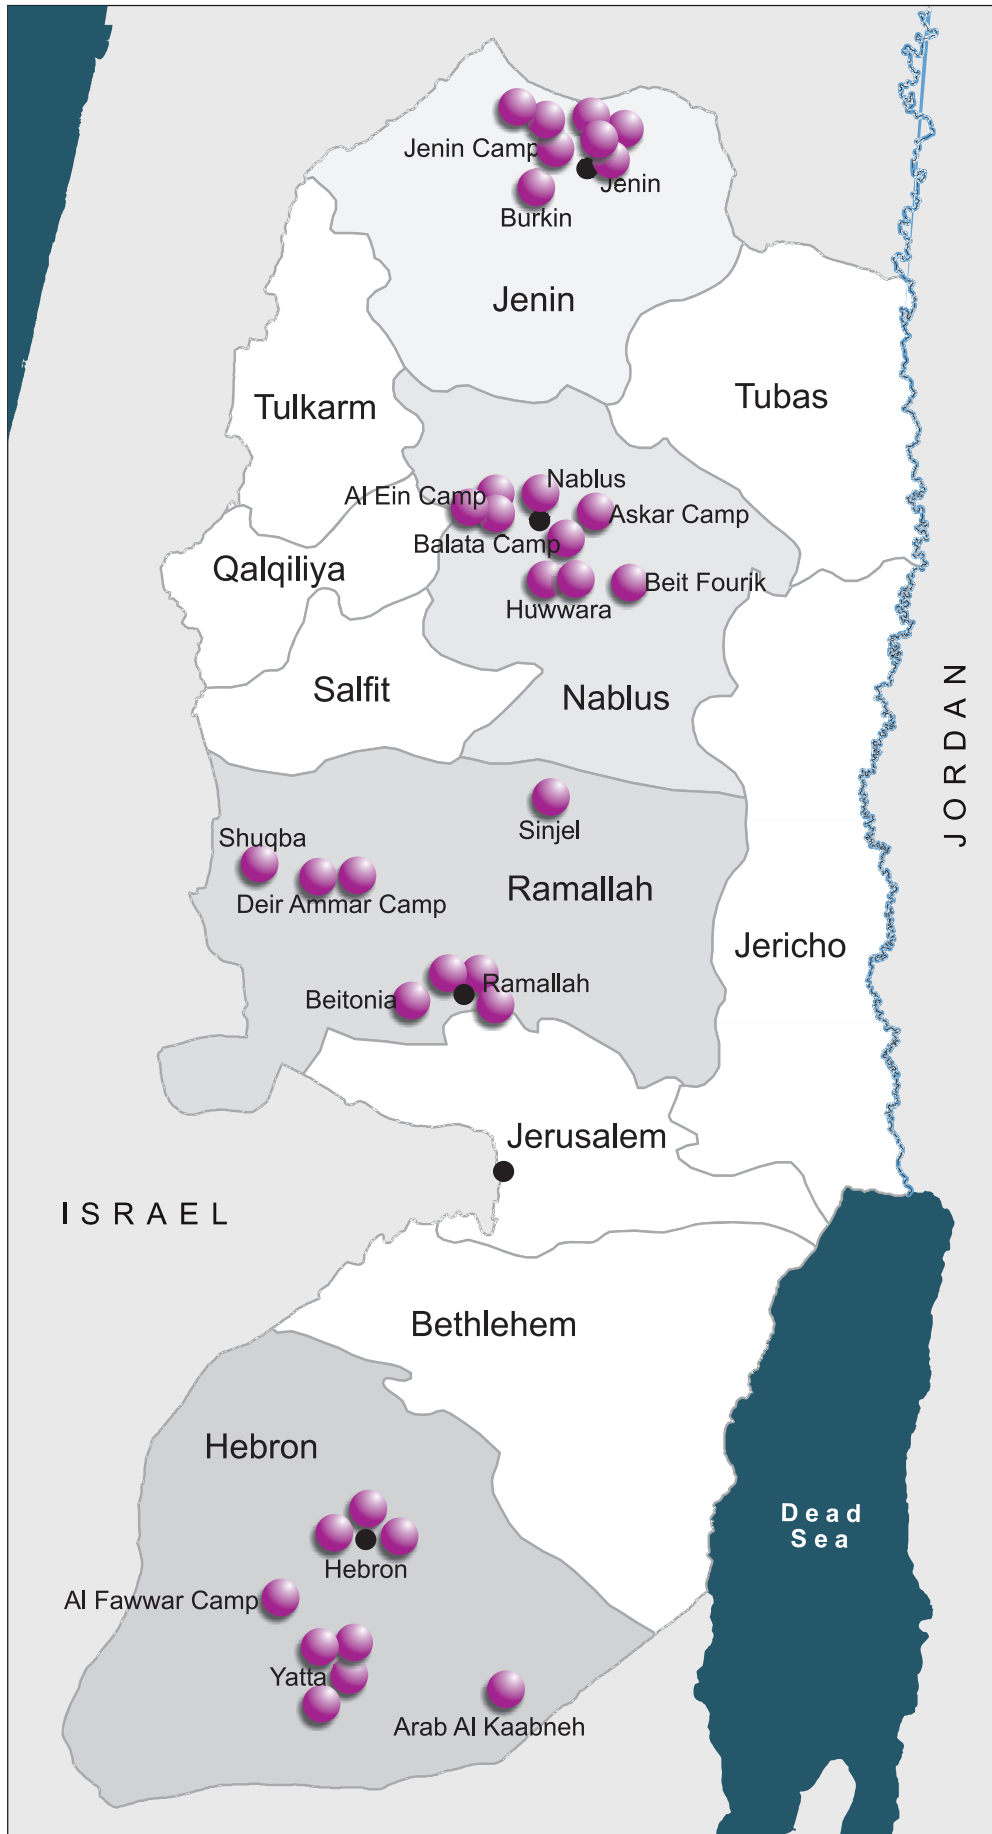 Jenin Camp
Jenin
Burkin
Jenin
Tubas
Tulkarm
Nablus
Al Ein Camp
Askar Camp
Balata Camp
Qalqiliya
Beit Fourik
Huwwara
Salfit
Nablus
JORDAN
Sinjel
Shuqba
Ramallah
Deir Ammar Camp
Jericho
Ramallah
Beitonia
Jerusalem
ISRAEL
Bethlehem
Hebron
Dead
Sea
Hebron
Al Fawwar Camp
Yatta
Arab Al Kaabneh